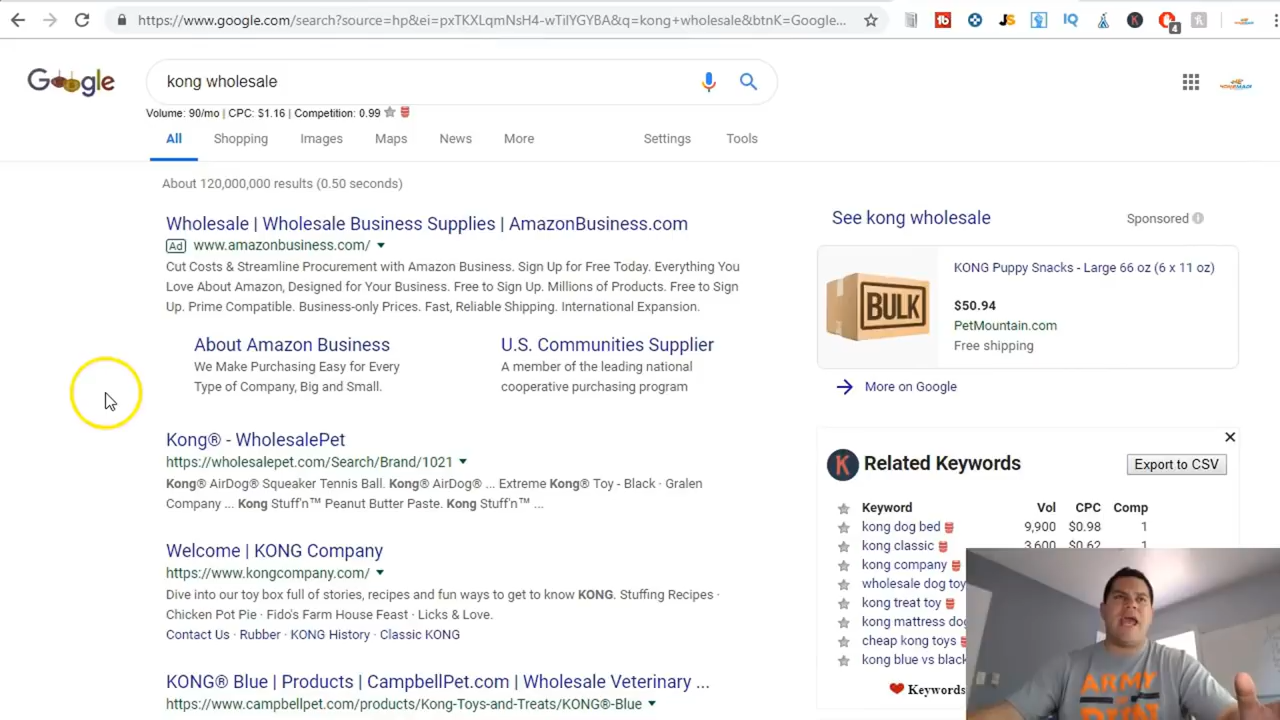 https://www.google.com/search?source=hp&ei=pxTKXLqmNsH4-wTilYGYBA&q=kong+wholesale&btnK=Google...
JS
IQ
K
4
Google
kong wholesale
Volume: 90/mo | CPC: $1.16 | Competition: 0.99
All Shopping Images Maps News More Settings Tools
About 120,000,000 results (0.50 seconds)
Wholesale | Wholesale Business Supplies | AmazonBusiness.com
Ad www.amazonbusiness.com/
Cut Costs & Streamline Procurement with Amazon Business. Sign Up for Free Today. Everything You
Love About Amazon, Designed for Your Business. Free to Sign Up. Millions of Products. Free to Sign
Up. Prime Compatible. Business-only Prices. Fast, Reliable Shipping. International Expansion.
About Amazon Business
We Make Purchasing Easy for Every
Type of Company, Big and Small.
U.S. Communities Supplier
A member of the leading national
cooperative purchasing program
Kong® - WholesalePet
https://wholesalepet.com/Search/Brand/1021
Kong® AirDog® Squeaker Tennis Ball. Kong® AirDog® ... Extreme Kong® Toy - Black · Gralen
Company ... Kong Stuff'n™ Peanut Butter Paste. Kong Stuff'n™ ...
Welcome | KONG Company
https://www.kongcompany.com/
Dive into our toy box full of stories, recipes and fun ways to get to know KONG. Stuffing Recipes ·
Chicken Pot Pie · Fido's Farm House Feast · Licks & Love.
Contact Us · Rubber · KONG History · Classic KONG
KONG® Blue | Products | CampbellPet.com | Wholesale Veterinary ...
https://www.campbellpet.com/products/Kong-Toys-and-Treats/KONG®-Blue
See kong wholesale
Sponsored
BULK
KONG Puppy Snacks - Large 66 oz (6 x 11 oz)
$50.94
PetMountain.com
Free shipping
More on Google
K Related Keywords
Export to CSV
Keyword Vol CPC Comp
kong dog bed 9,900 $0.98 1
kong classic 3,600 $0.62 1
kong company
wholesale dog toy
kong treat toy
kong mattress dog
cheap kong toys
kong blue vs black
Keywords
ARMY